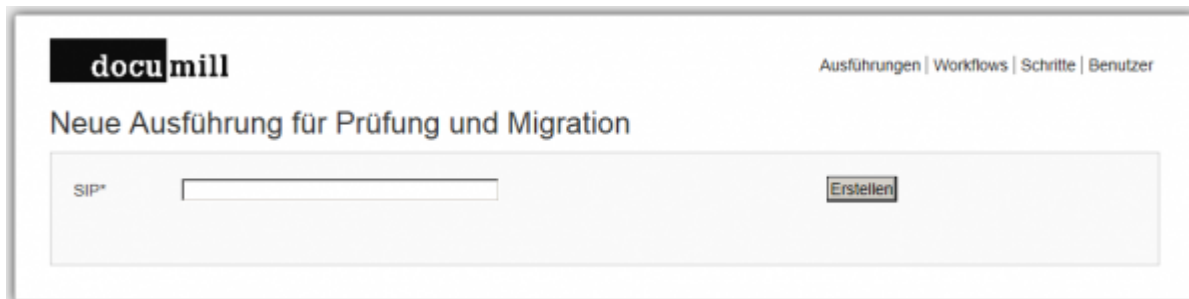 documill
Ausführungen | Workflows | Schritte | Benutzer
Neue Ausführung für Prüfung und Migration
SIP*
Erstellen